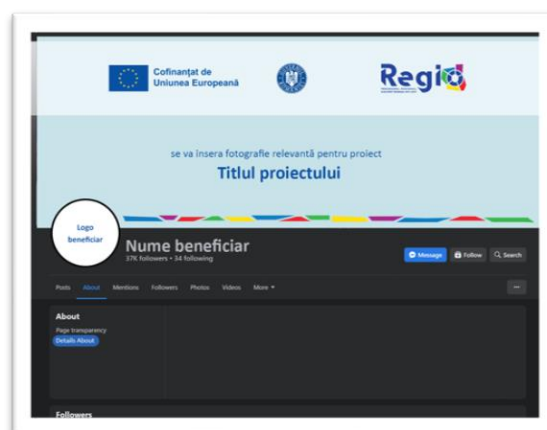 Cofinanțat de
Uniunea Europeană
Regio
se va însera fotografie relevantă pentru proiect
Titlul proiectului
Logo
beneficiar
Nume beneficiar
37K followers • 34 following
Message
Follow
Search
Posts
About
Mentions
Followers
Photos
Videos
More
About
Page transparency
Details About
Followers